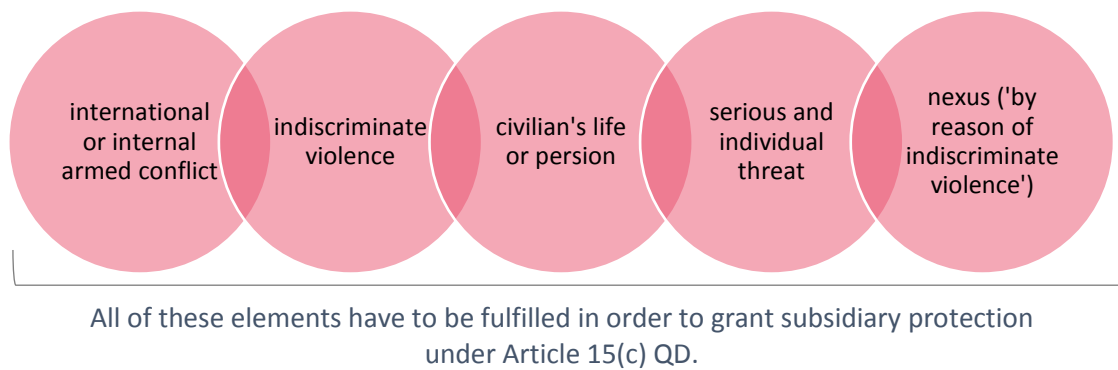 international
or internal
armed conflict
indiscriminate
violence
civilian's life
or persion
serious and
individual
threat
nexus ('by
reason of
indiscriminate
violence')
All of these elements have to be fulfilled in order to grant subsidiary protection
under Article 15(c) QD.